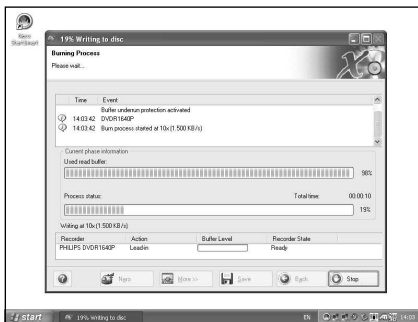 Nero
StartSmart
19% Writing to disc
Burning Process
Please wait...
Time Event
Buffer underrun protection activated
14:03:42 DVDR1640P
14:03:42 Burn process started at 10x (1.500 KB/s)
Current phase information
Used read buffer:
98%
Process status: Total time: 00:00:10
19%
Writing at 10x (1.500 KB/s)
Recorder Action Buffer Level Recorder State
PHILIPS DVDR1640P Lead-in Ready
Nero More >> Save Back Stop
start 19% Writing to disc EN 14:03